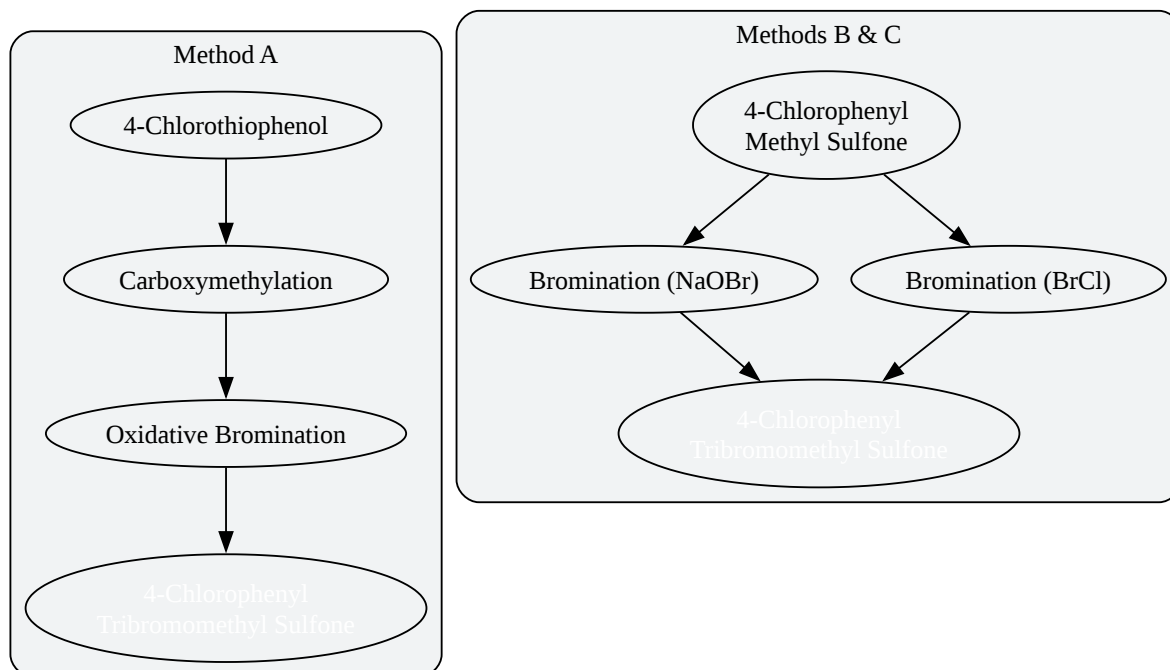 Method A
4-Chlorothiophenol
Carboxymethylation
Oxidative Bromination
4-Chlorophenyl
Tribromomethyl Sulfone
Methods B & C
4-Chlorophenyl
Methyl Sulfone
Bromination (NaOBr)
Bromination (BrCl)
4-Chlorophenyl
Tribromomethyl Sulfone